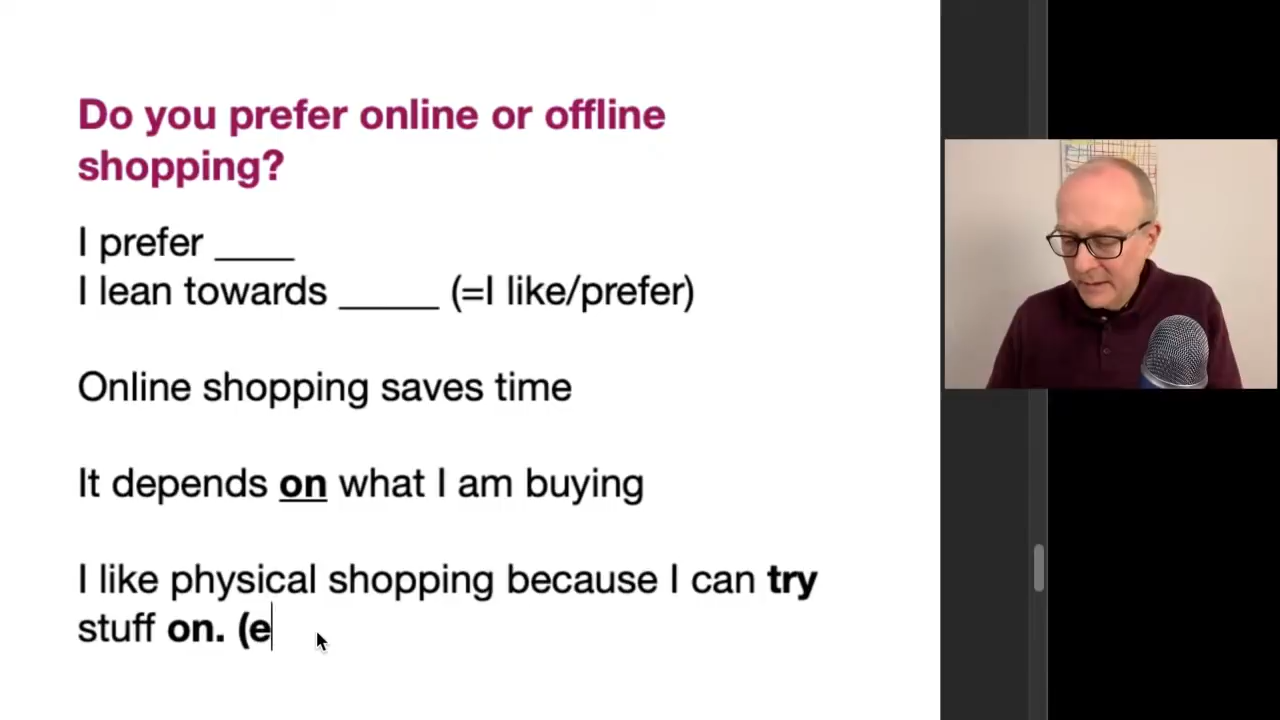 Do you prefer online or offline
shopping?
I prefer ____
I lean towards _____ (=I like/prefer)
Online shopping saves time
It depends on what I am buying
I like physical shopping because I can try
stuff on. (e